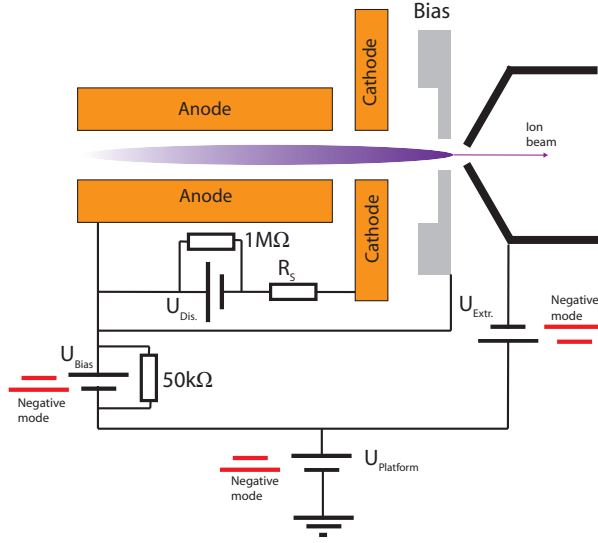 Bias
Cathode
Anode
Ion
beam
Anode
Cathode
1MΩ
R_S
U_Dis.
U_Extr.
Negative
mode
U_Bias
50kΩ
Negative
mode
U_Platform
Negative
mode